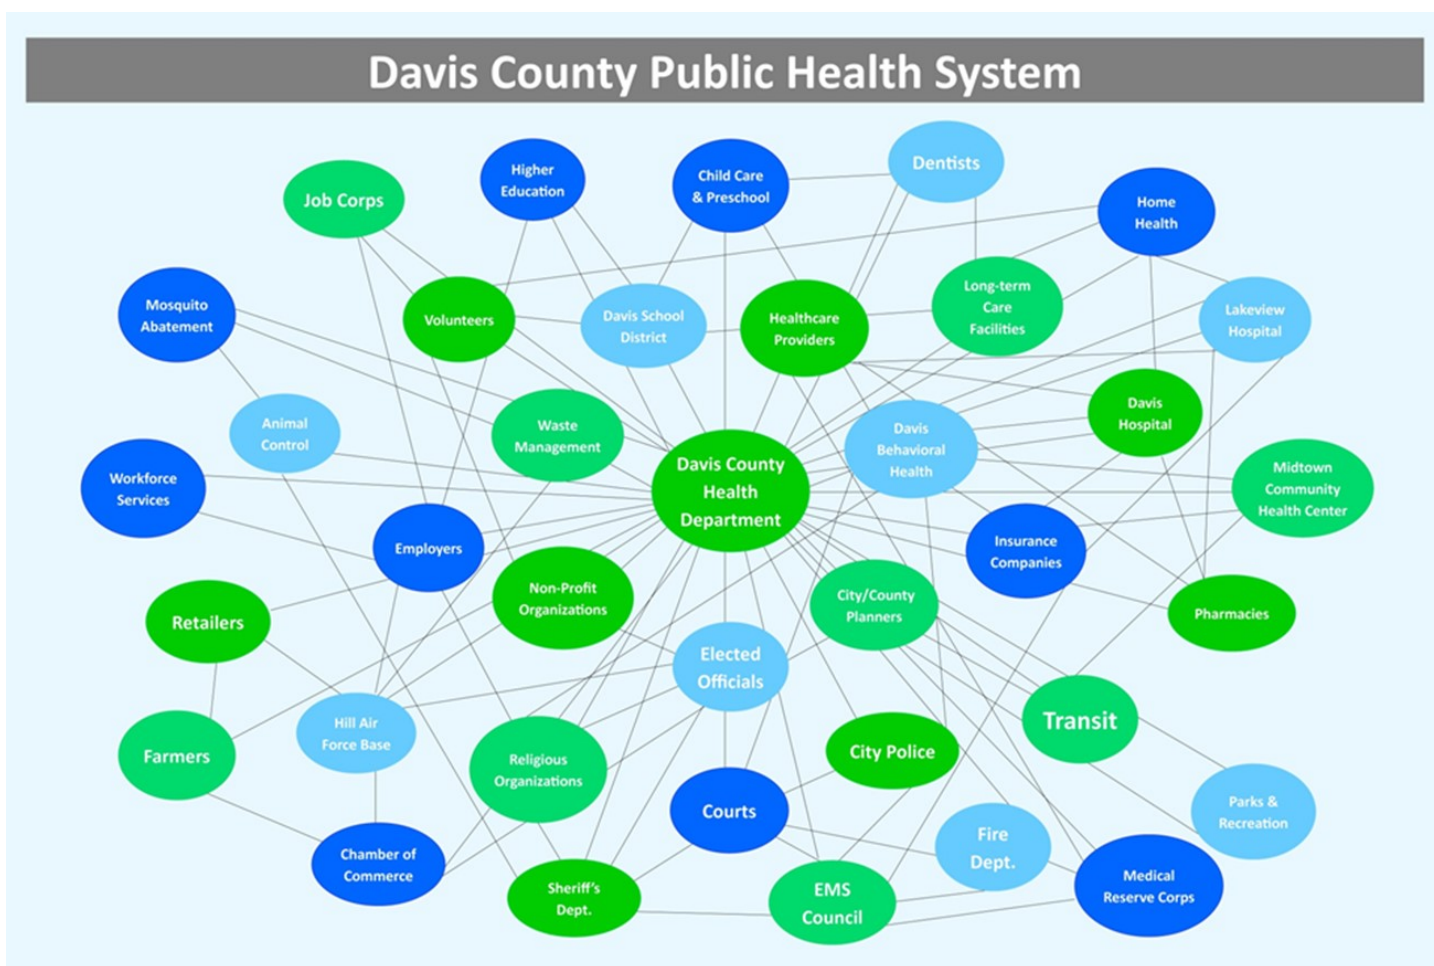 Davis County Public Health System
Higher
Education
Child Care
& Preschool
Dentists
Job Corps
Home
Health
Mosquito
Abatement
Volunteers
Davis School
District
Healthcare
Providers
Long-term
Care
Facilities
Lakeview
Hospital
Animal
Control
Waste
Management
Davis
Behavioral
Health
Davis
Hospital
Workforce
Services
Davis County
Health
Department
Midtown
Community
Health Center
Employers
Insurance
Companies
Non-Profit
Organizations
City/County
Planners
Retailers
Pharmacies
Elected
Officials
Farmers
Hill Air
Force Base
Religious
Organizations
City Police
Transit
Courts
Parks &
Recreation
Chamber of
Commerce
Sheriff's
Dept.
EMS
Council
Fire
Dept.
Medical
Reserve Corps